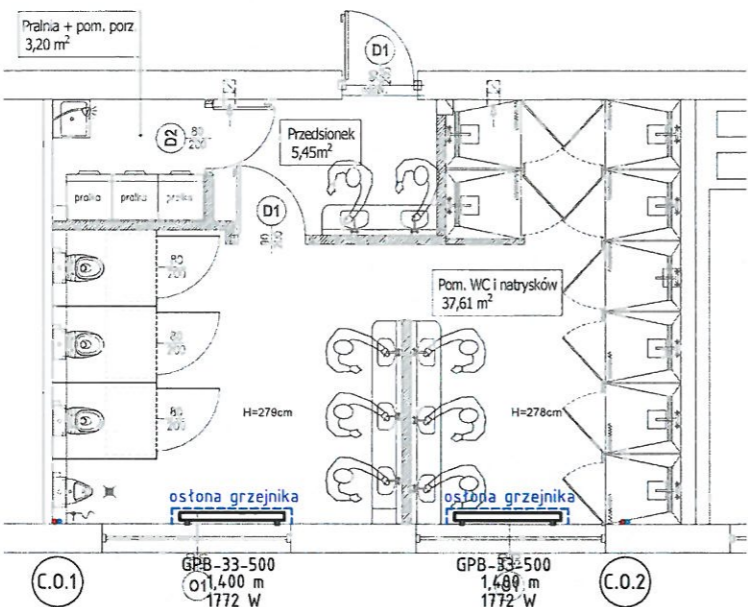 Pralnia + pom. porz.
3,20 m²
D1
D2
80
200
Przedsionek
5,45m²
pralka
pralka
pralka
D1
90
80
200
Pom. WC i natrysków
37,61 m²
80
200
80
200
H=279cm
H=278cm
osłona grzejnika
osłona grzejnika
C.O.1
GPB-33-500
1,400 m
1772 W
O1
GPB-33-500
1,400 m
1772 W
C.O.2